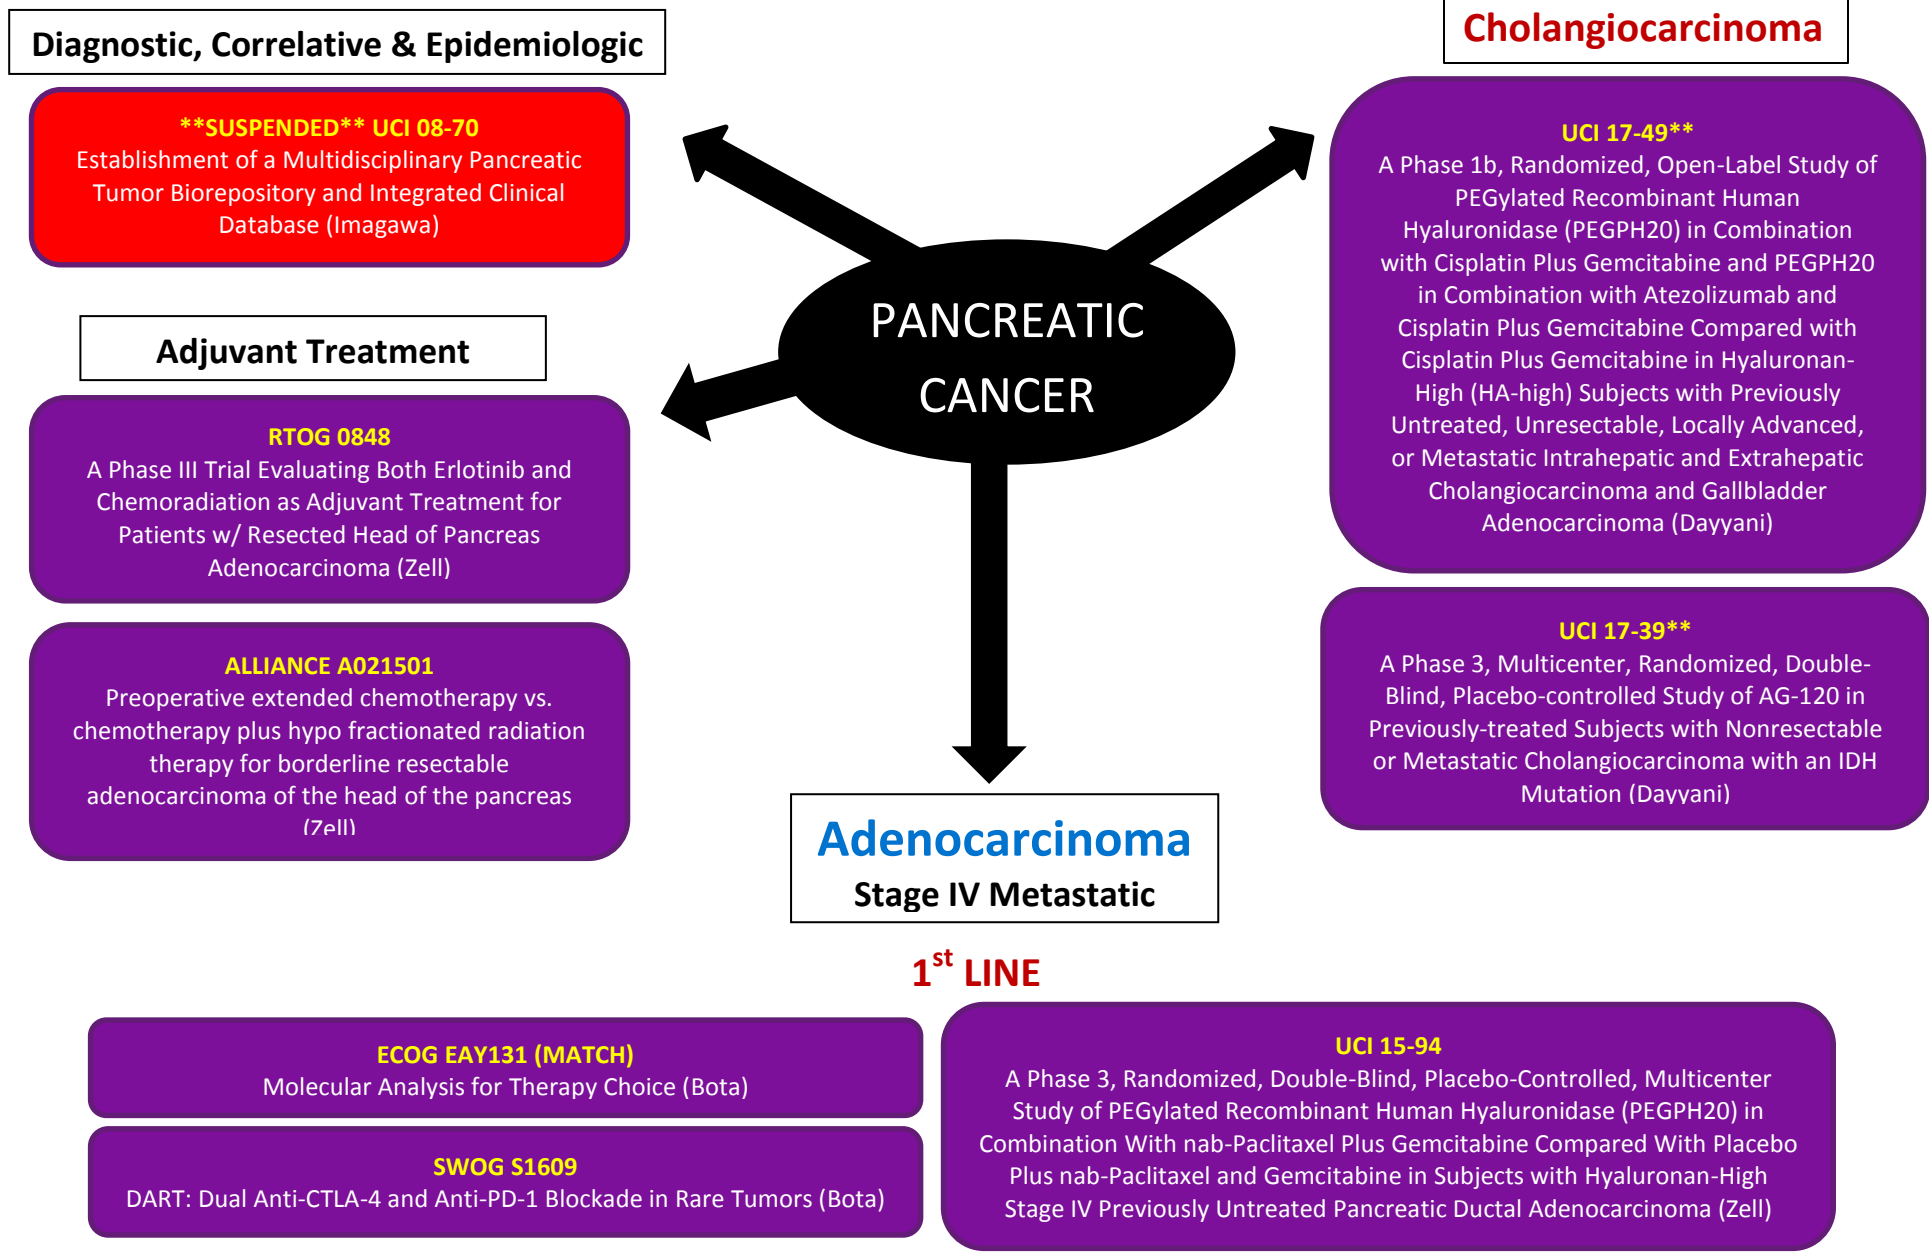 Diagnostic, Correlative & Epidemiologic
**SUSPENDED** UCI 08-70
Establishment of a Multidisciplinary Pancreatic
Tumor Biorepository and Integrated Clinical
Database (Imagawa)
Adjuvant Treatment
RTOG 0848
A Phase III Trial Evaluating Both Erlotinib and
Chemoradiation as Adjuvant Treatment for
Patients w/ Resected Head of Pancreas
Adenocarcinoma (Zell)
ALLIANCE A021501
Preoperative extended chemotherapy vs.
chemotherapy plus hypo fractionated radiation
therapy for borderline resectable
adenocarcinoma of the head of the pancreas
(Zell)
PANCREATIC
CANCER
Cholangiocarcinoma
UCI 17-49**
A Phase 1b, Randomized, Open-Label Study of
PEGylated Recombinant Human
Hyaluronidase (PEGPH20) in Combination
with Cisplatin Plus Gemcitabine and PEGPH20
in Combination with Atezolizumab and
Cisplatin Plus Gemcitabine Compared with
Cisplatin Plus Gemcitabine in Hyaluronan-
High (HA-high) Subjects with Previously
Untreated, Unresectable, Locally Advanced,
or Metastatic Intrahepatic and Extrahepatic
Cholangiocarcinoma and Gallbladder
Adenocarcinoma (Dayyani)
UCI 17-39**
A Phase 3, Multicenter, Randomized, Double-
Blind, Placebo-controlled Study of AG-120 in
Previously-treated Subjects with Nonresectable
or Metastatic Cholangiocarcinoma with an IDH
Mutation (Dayyani)
Adenocarcinoma
Stage IV Metastatic
1st LINE
ECOG EAY131 (MATCH)
Molecular Analysis for Therapy Choice (Bota)
SWOG S1609
DART: Dual Anti-CTLA-4 and Anti-PD-1 Blockade in Rare Tumors (Bota)
UCI 15-94
A Phase 3, Randomized, Double-Blind, Placebo-Controlled, Multicenter
Study of PEGylated Recombinant Human Hyaluronidase (PEGPH20) in
Combination With nab-Paclitaxel Plus Gemcitabine Compared With Placebo
Plus nab-Paclitaxel and Gemcitabine in Subjects with Hyaluronan-High
Stage IV Previously Untreated Pancreatic Ductal Adenocarcinoma (Zell)